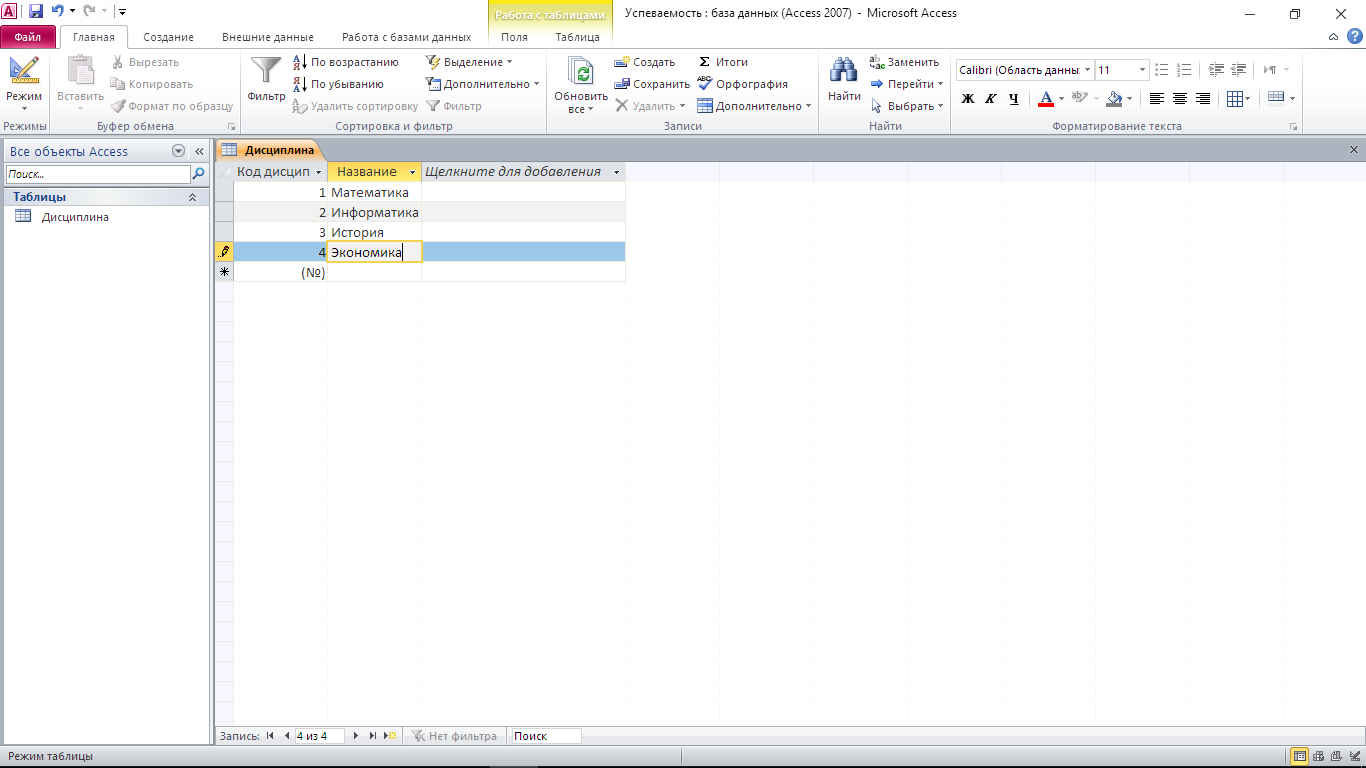 Работа с таблицами
Успеваемость : база данных (Access 2007) - Microsoft Access
Файл Главная Создание Внешние данные Работа с базами данных Поля Таблица
Режим
Режимы
Вставить
Вырезать
Копировать
Формат по образцу
Буфер обмена
Фильтр
По возрастанию
По убыванию
Удалить сортировку
Выделение
Дополнительно
Фильтр
Сортировка и фильтр
Обновить
все
Создать
Сохранить
Удалить
Итоги
Орфография
Дополнительно
Записи
Найти
Заменить
Перейти
Выбрать
Найти
Calibri (Область данны: 11
Ж К Ч
Форматирование текста
Все объекты Access
Поиск...
Таблицы
Дисциплина
Дисциплина
Код дисцип Название Щелкните для добавления
1 Математика
2 Информатика
3 История
4 Экономика
(№)
Запись: 4 из 4 Нет фильтра Поиск
Режим таблицы